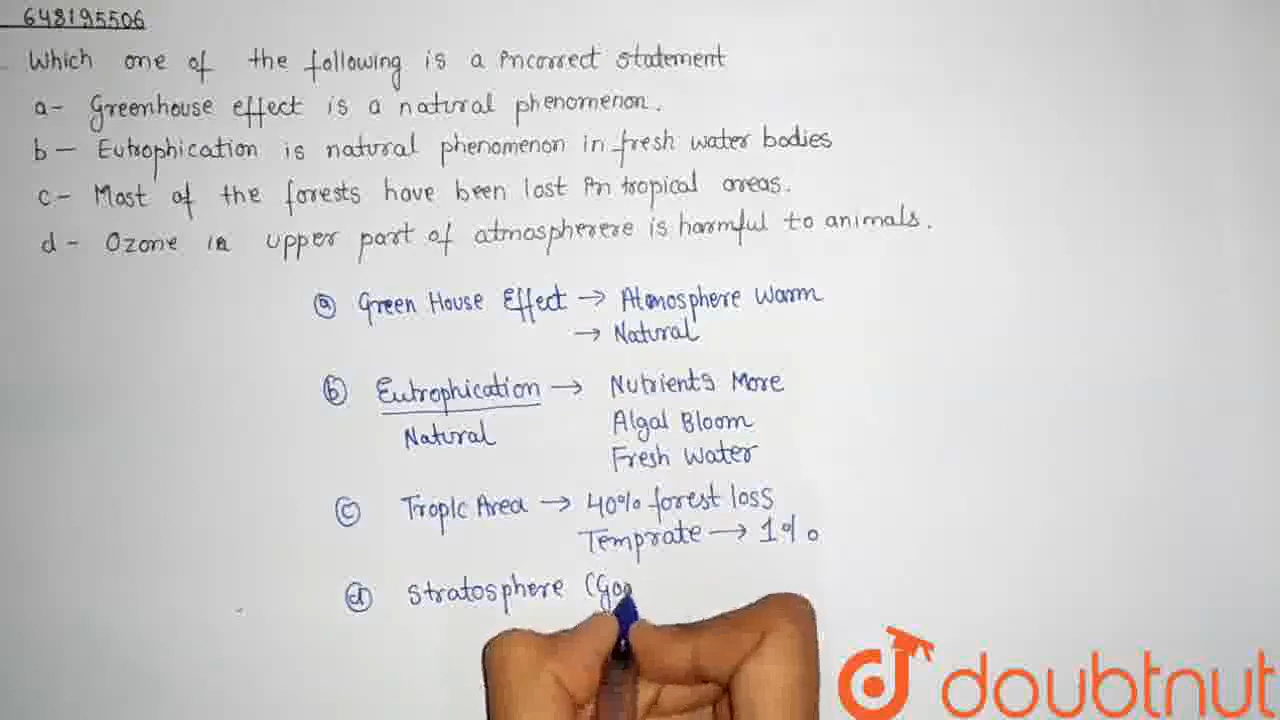 648195506
Which one of the following is a incorrect statement
a- Greenhouse effect is a natural phenomenon.
b- Eutrophication is natural phenomenon in fresh water bodies
c- Most of the forests have been lost in tropical areas.
d- Ozone in upper part of atmospherere is harmful to animals.
a Green House Effect → Atmosphere Warm
→ Natural
b Eutrophication → Nutrients More
Natural
Algal Bloom
Fresh Water
c Tropic Area → 40% forest loss
Temprate → 1%
d Stratosphere (Goo
doubtnut